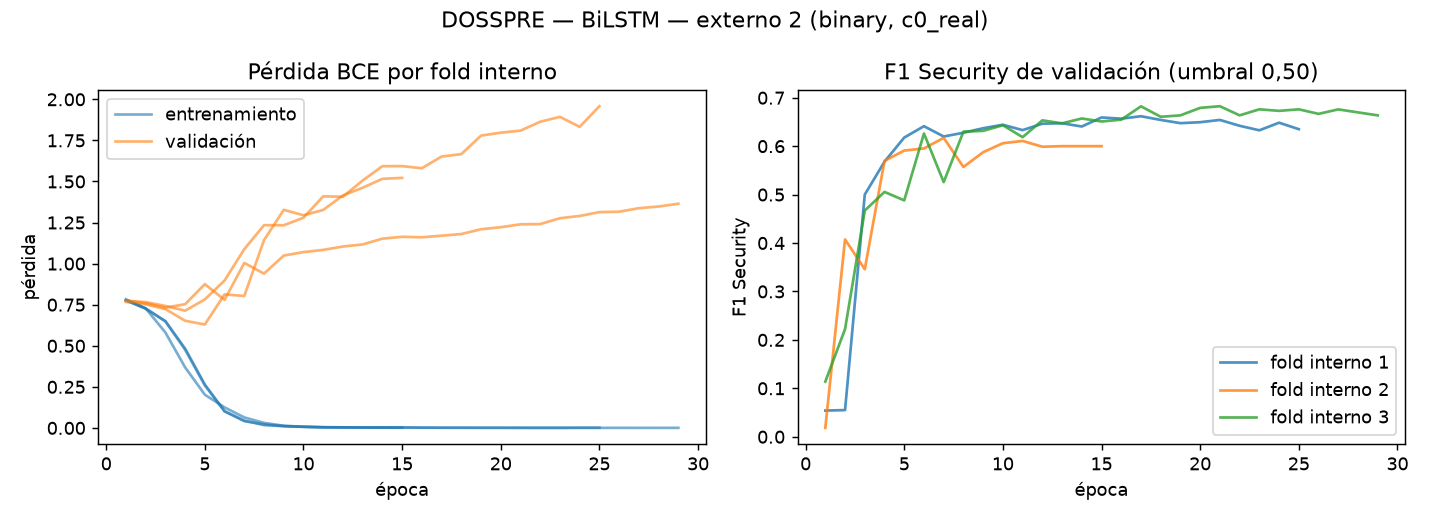 DOSSPRE — BiLSTM — externo 2 (binary, c0_real)
Pérdida BCE por fold interno
pérdida
2.00
1.75
1.50
1.25
1.00
0.75
0.50
0.25
0.00
entrenamiento
validación
0 5 10 15 20 25 30
época
F1 Security de validación (umbral 0,50)
F1 Security
0.7
0.6
0.5
0.4
0.3
0.2
0.1
0.0
fold interno 1
fold interno 2
fold interno 3
0 5 10 15 20 25 30
época